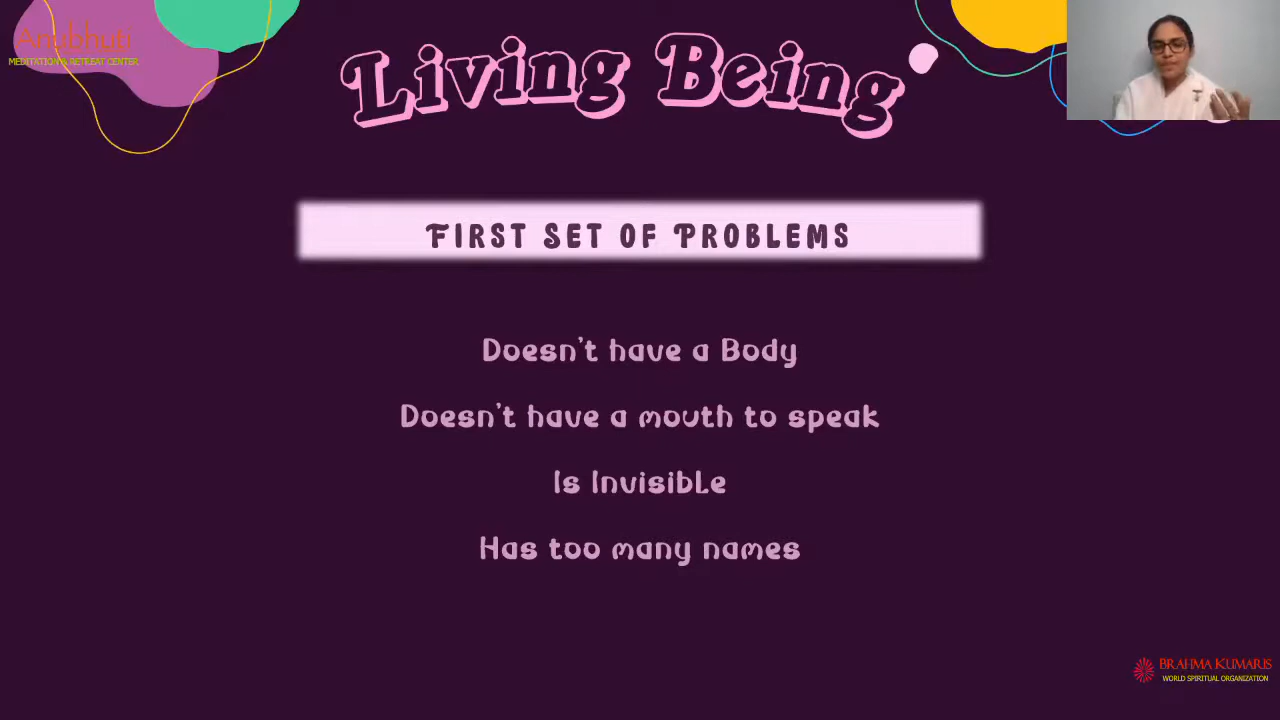 Anubhuti
MEDITATION & RETREAT CENTER
Living Being
First Set of Problems
Doesn't have a Body
Doesn't have a mouth to speak
Is Invisible
Has too many names
BRAHMA KUMARIS
WORLD SPIRITUAL ORGANIZATION